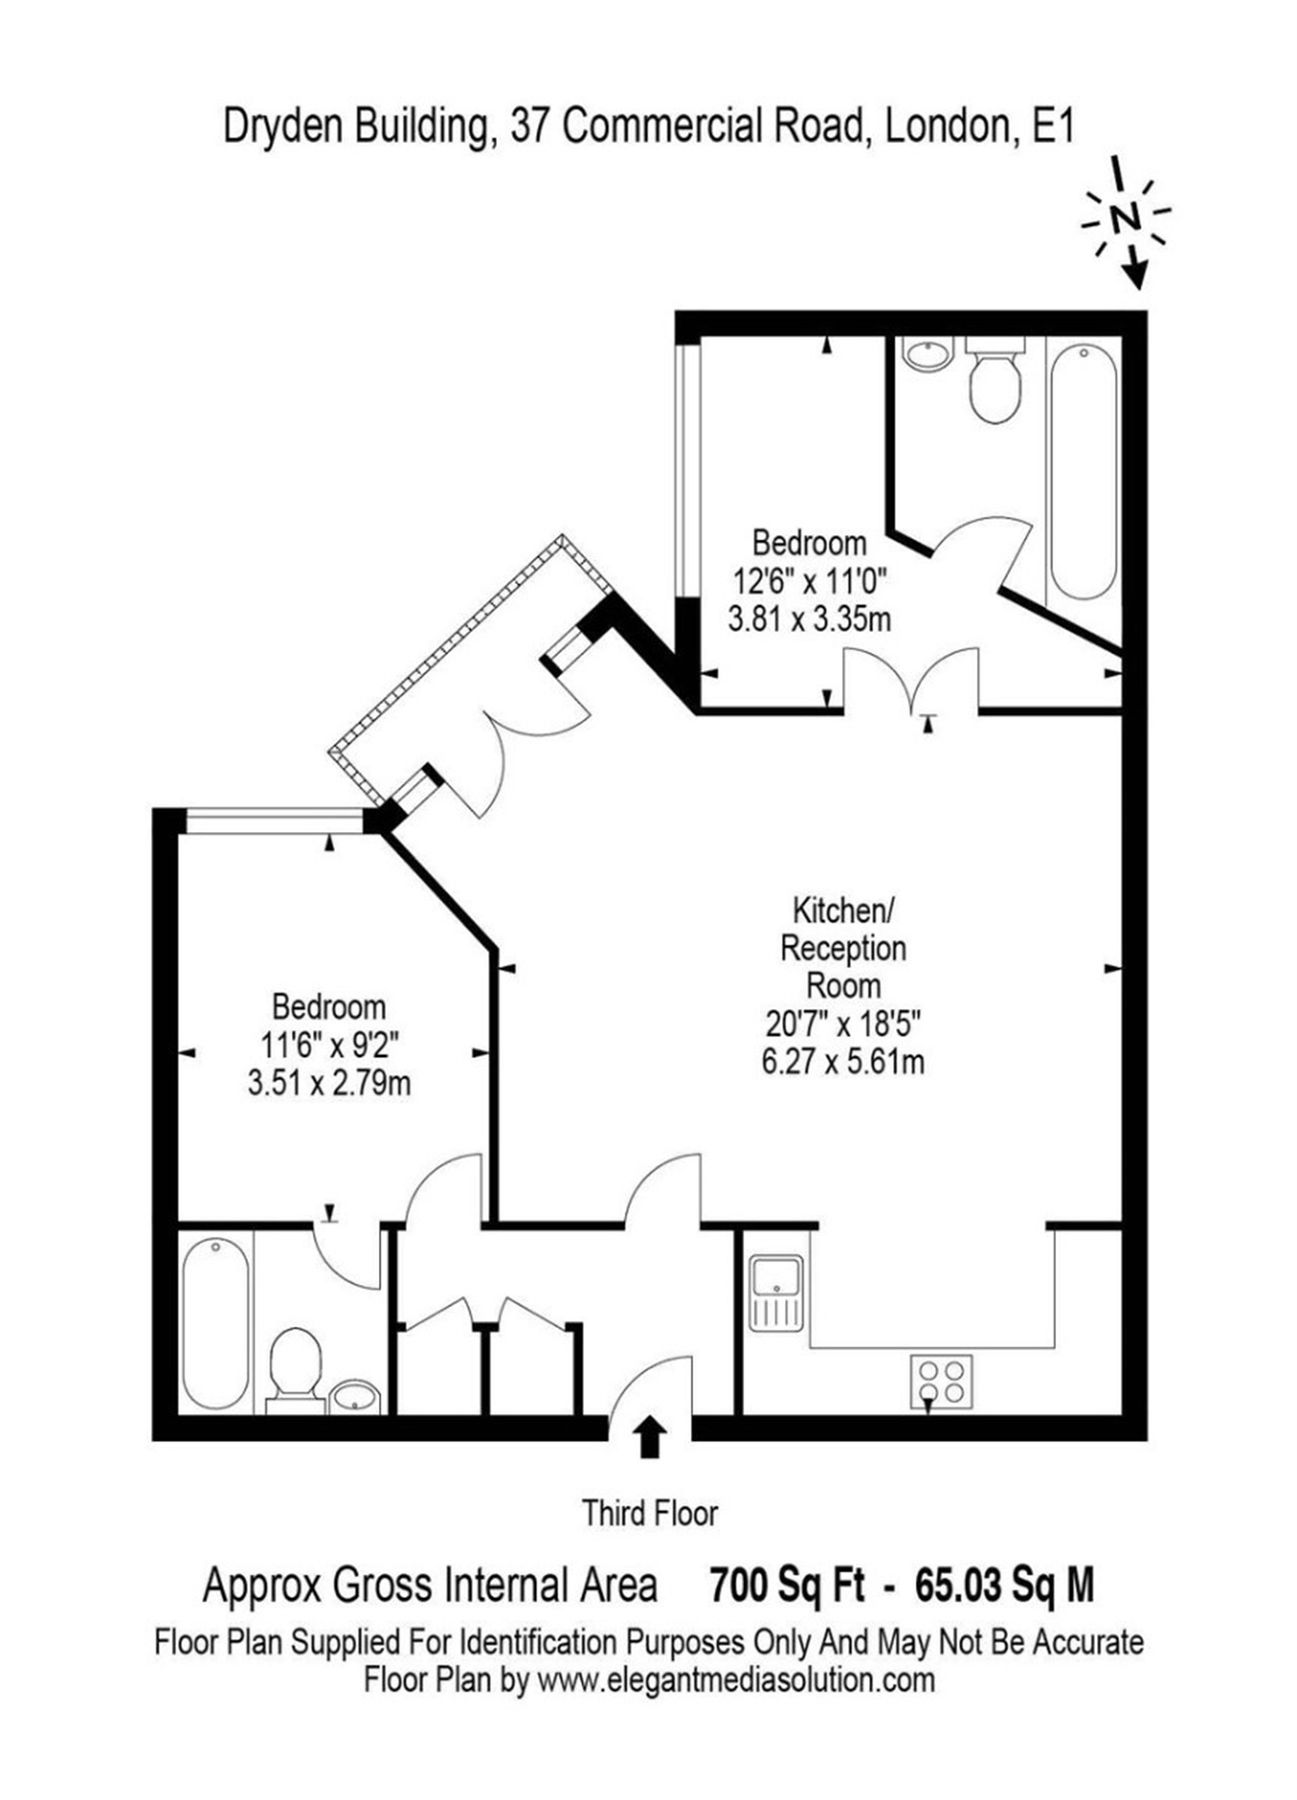 Dryden Building, 37 Commercial Road, London, E1
N
Bedroom
12'6" x 11'0"
3.81 x 3.35m
Kitchen/
Reception
Room
20'7" x 18'5"
6.27 x 5.61m
Bedroom
11'6" x 9'2"
3.51 x 2.79m
Third Floor
Approx Gross Internal Area 700 Sq Ft - 65.03 Sq M
Floor Plan Supplied For Identification Purposes Only And May Not Be Accurate
Floor Plan by www.elegantmediasolution.com